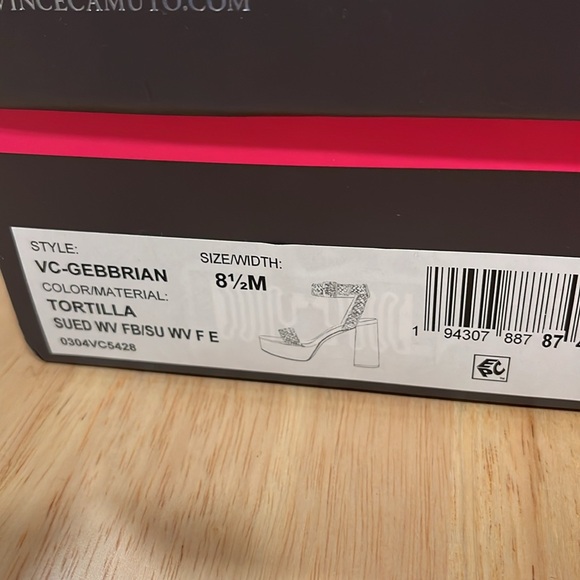 VINCECAMUTO.COM
STYLE:
VC-GEBBRIAN
COLOR/MATERIAL:
TORTILLA
SUED WV FB/SU WV F E
0304VC5428
SIZE/WIDTH:
8½M
1 94307 887 87